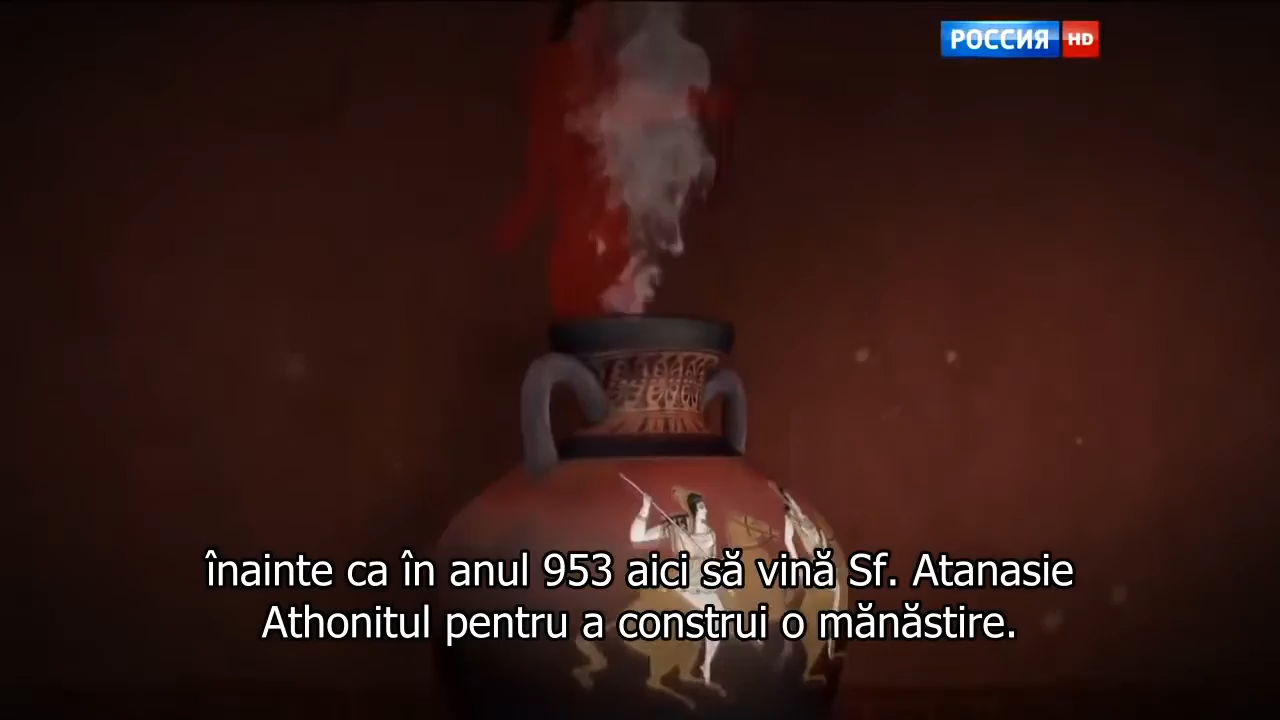 РОССИЯ HD
înainte ca în anul 953 aici să vină Sf. Atanasie
Athonitul pentru a construi o mănăstire.